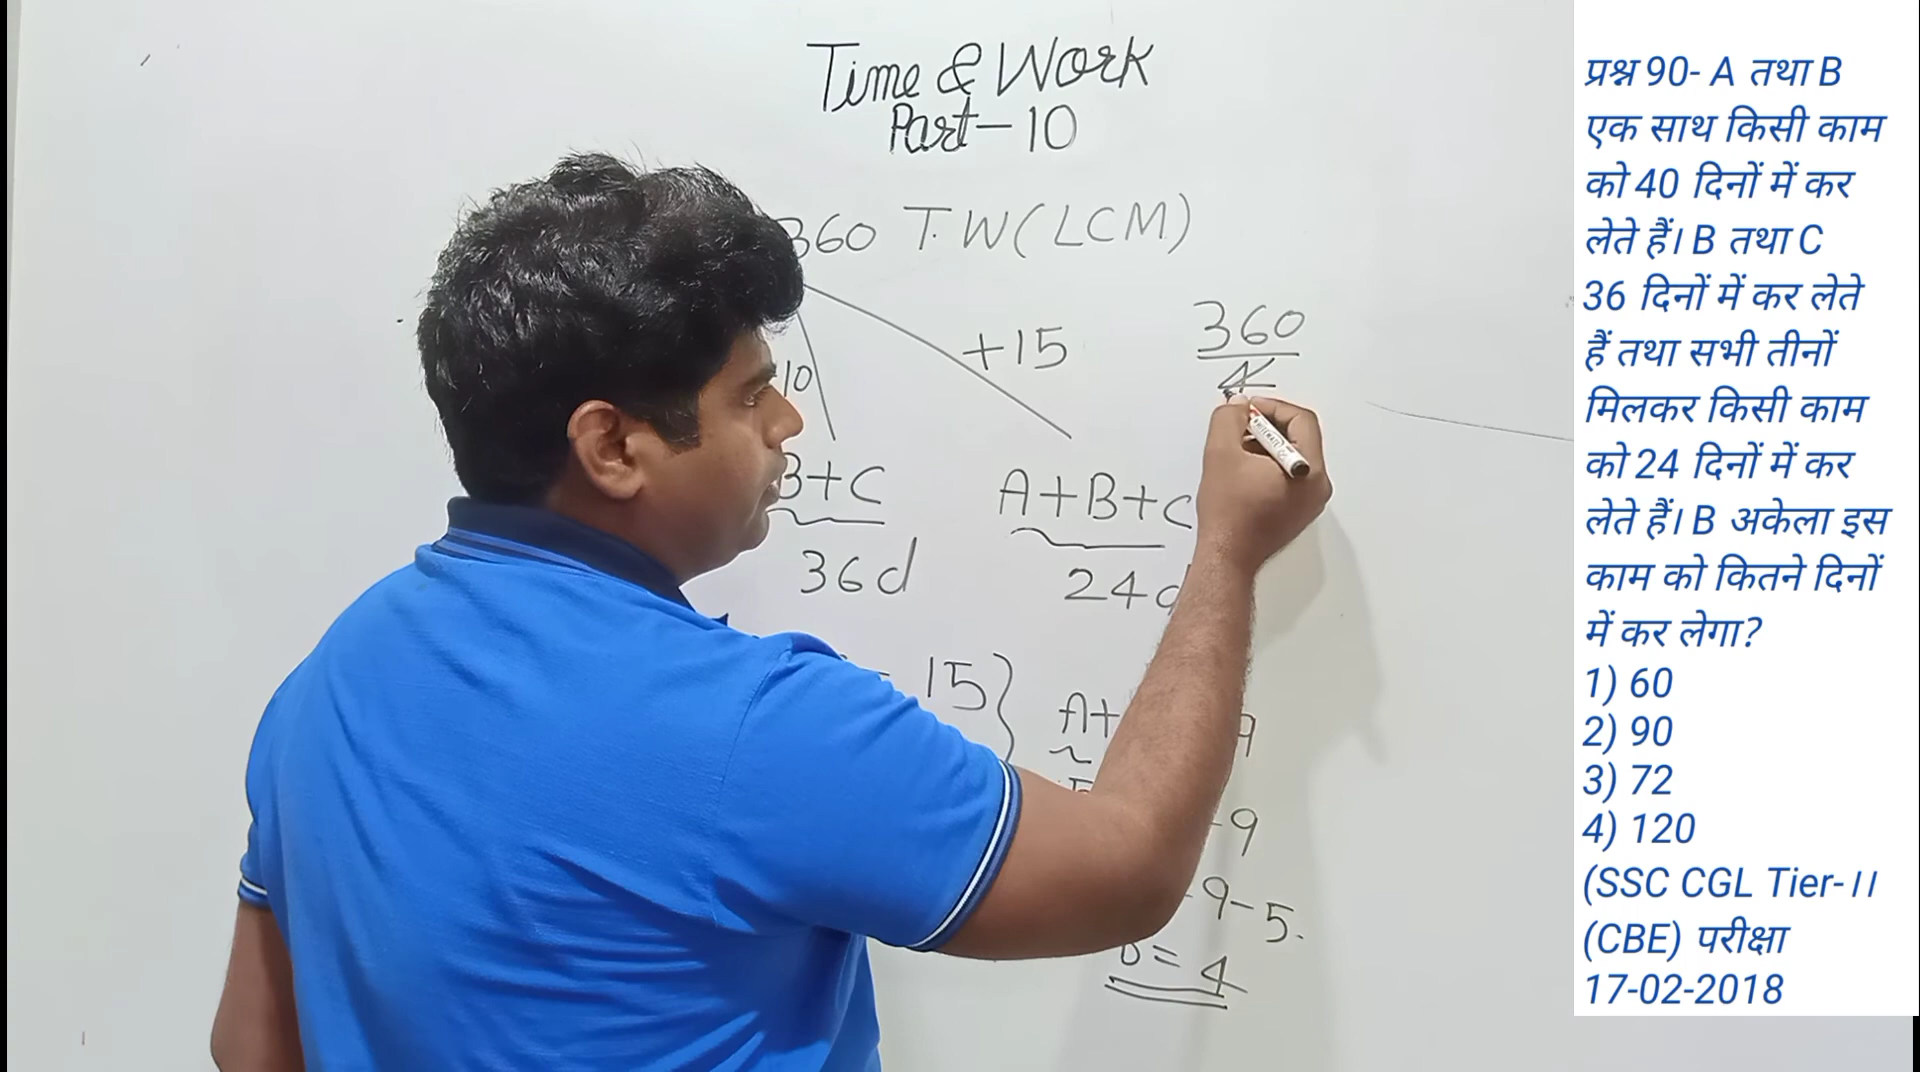 Time & Work
Part-10
360 T.W(LCM)
+15
360
4
10
B+C
A+B+C
36d
24d
15}
A+
9
-9
-9-5.
B=4
प्रश्न 90- A तथा B
एक साथ किसी काम
को 40 दिनों में कर
लेते हैं। B तथा C
36 दिनों में कर लेते
हैं तथा सभी तीनों
मिलकर किसी काम
को 24 दिनों में कर
लेते हैं। B अकेला इस
काम को कितने दिनों
में कर लेगा?
1) 60
2) 90
3) 72
4) 120
(SSC CGL Tier-।।
(CBE) परीक्षा
17-02-2018